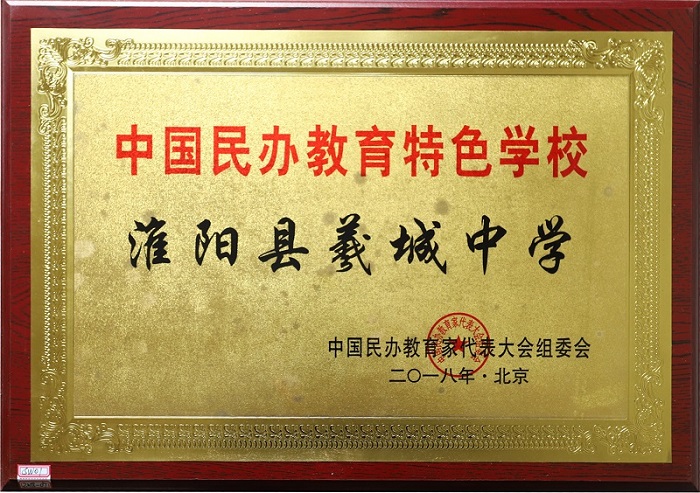 中国民办教育特色学校
淮阳县羲城中学
中国民办教育家代表大会组委会
二〇一八年·北京